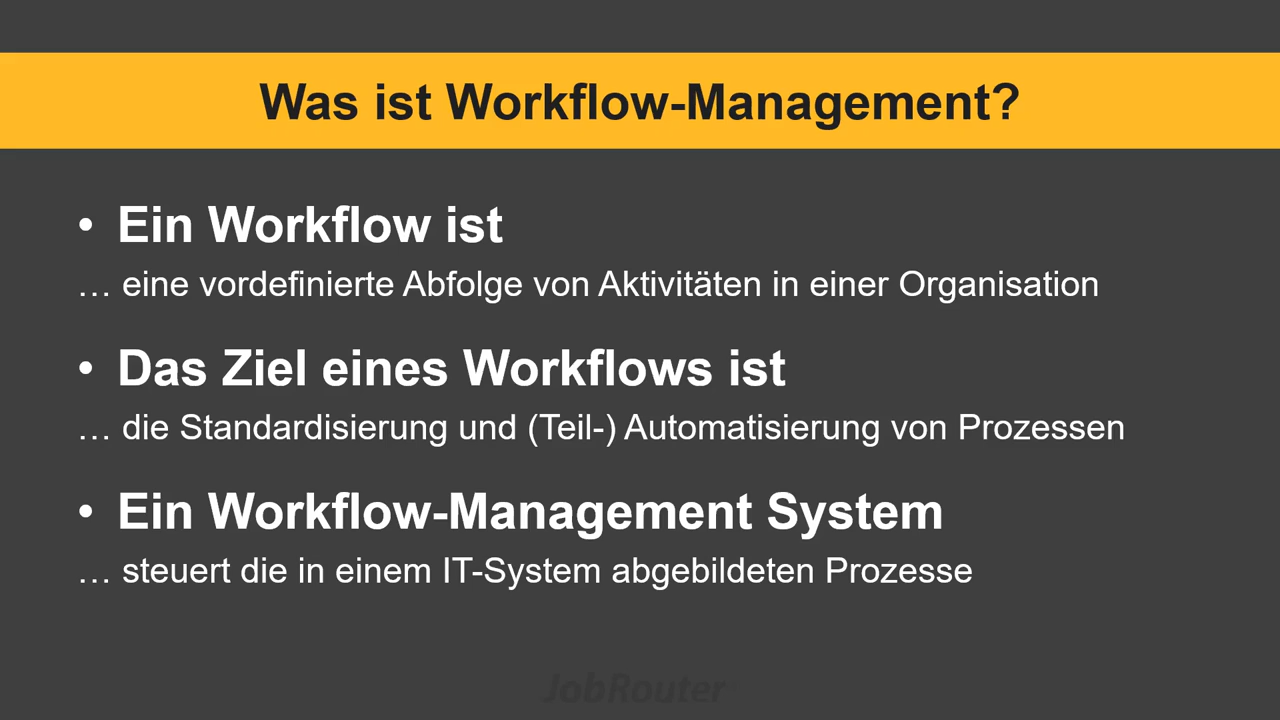 Was ist Workflow-Management?
• Ein Workflow ist
… eine vordefinierte Abfolge von Aktivitäten in einer Organisation
• Das Ziel eines Workflows ist
… die Standardisierung und (Teil-) Automatisierung von Prozessen
• Ein Workflow-Management System
… steuert die in einem IT-System abgebildeten Prozesse
JobRouter